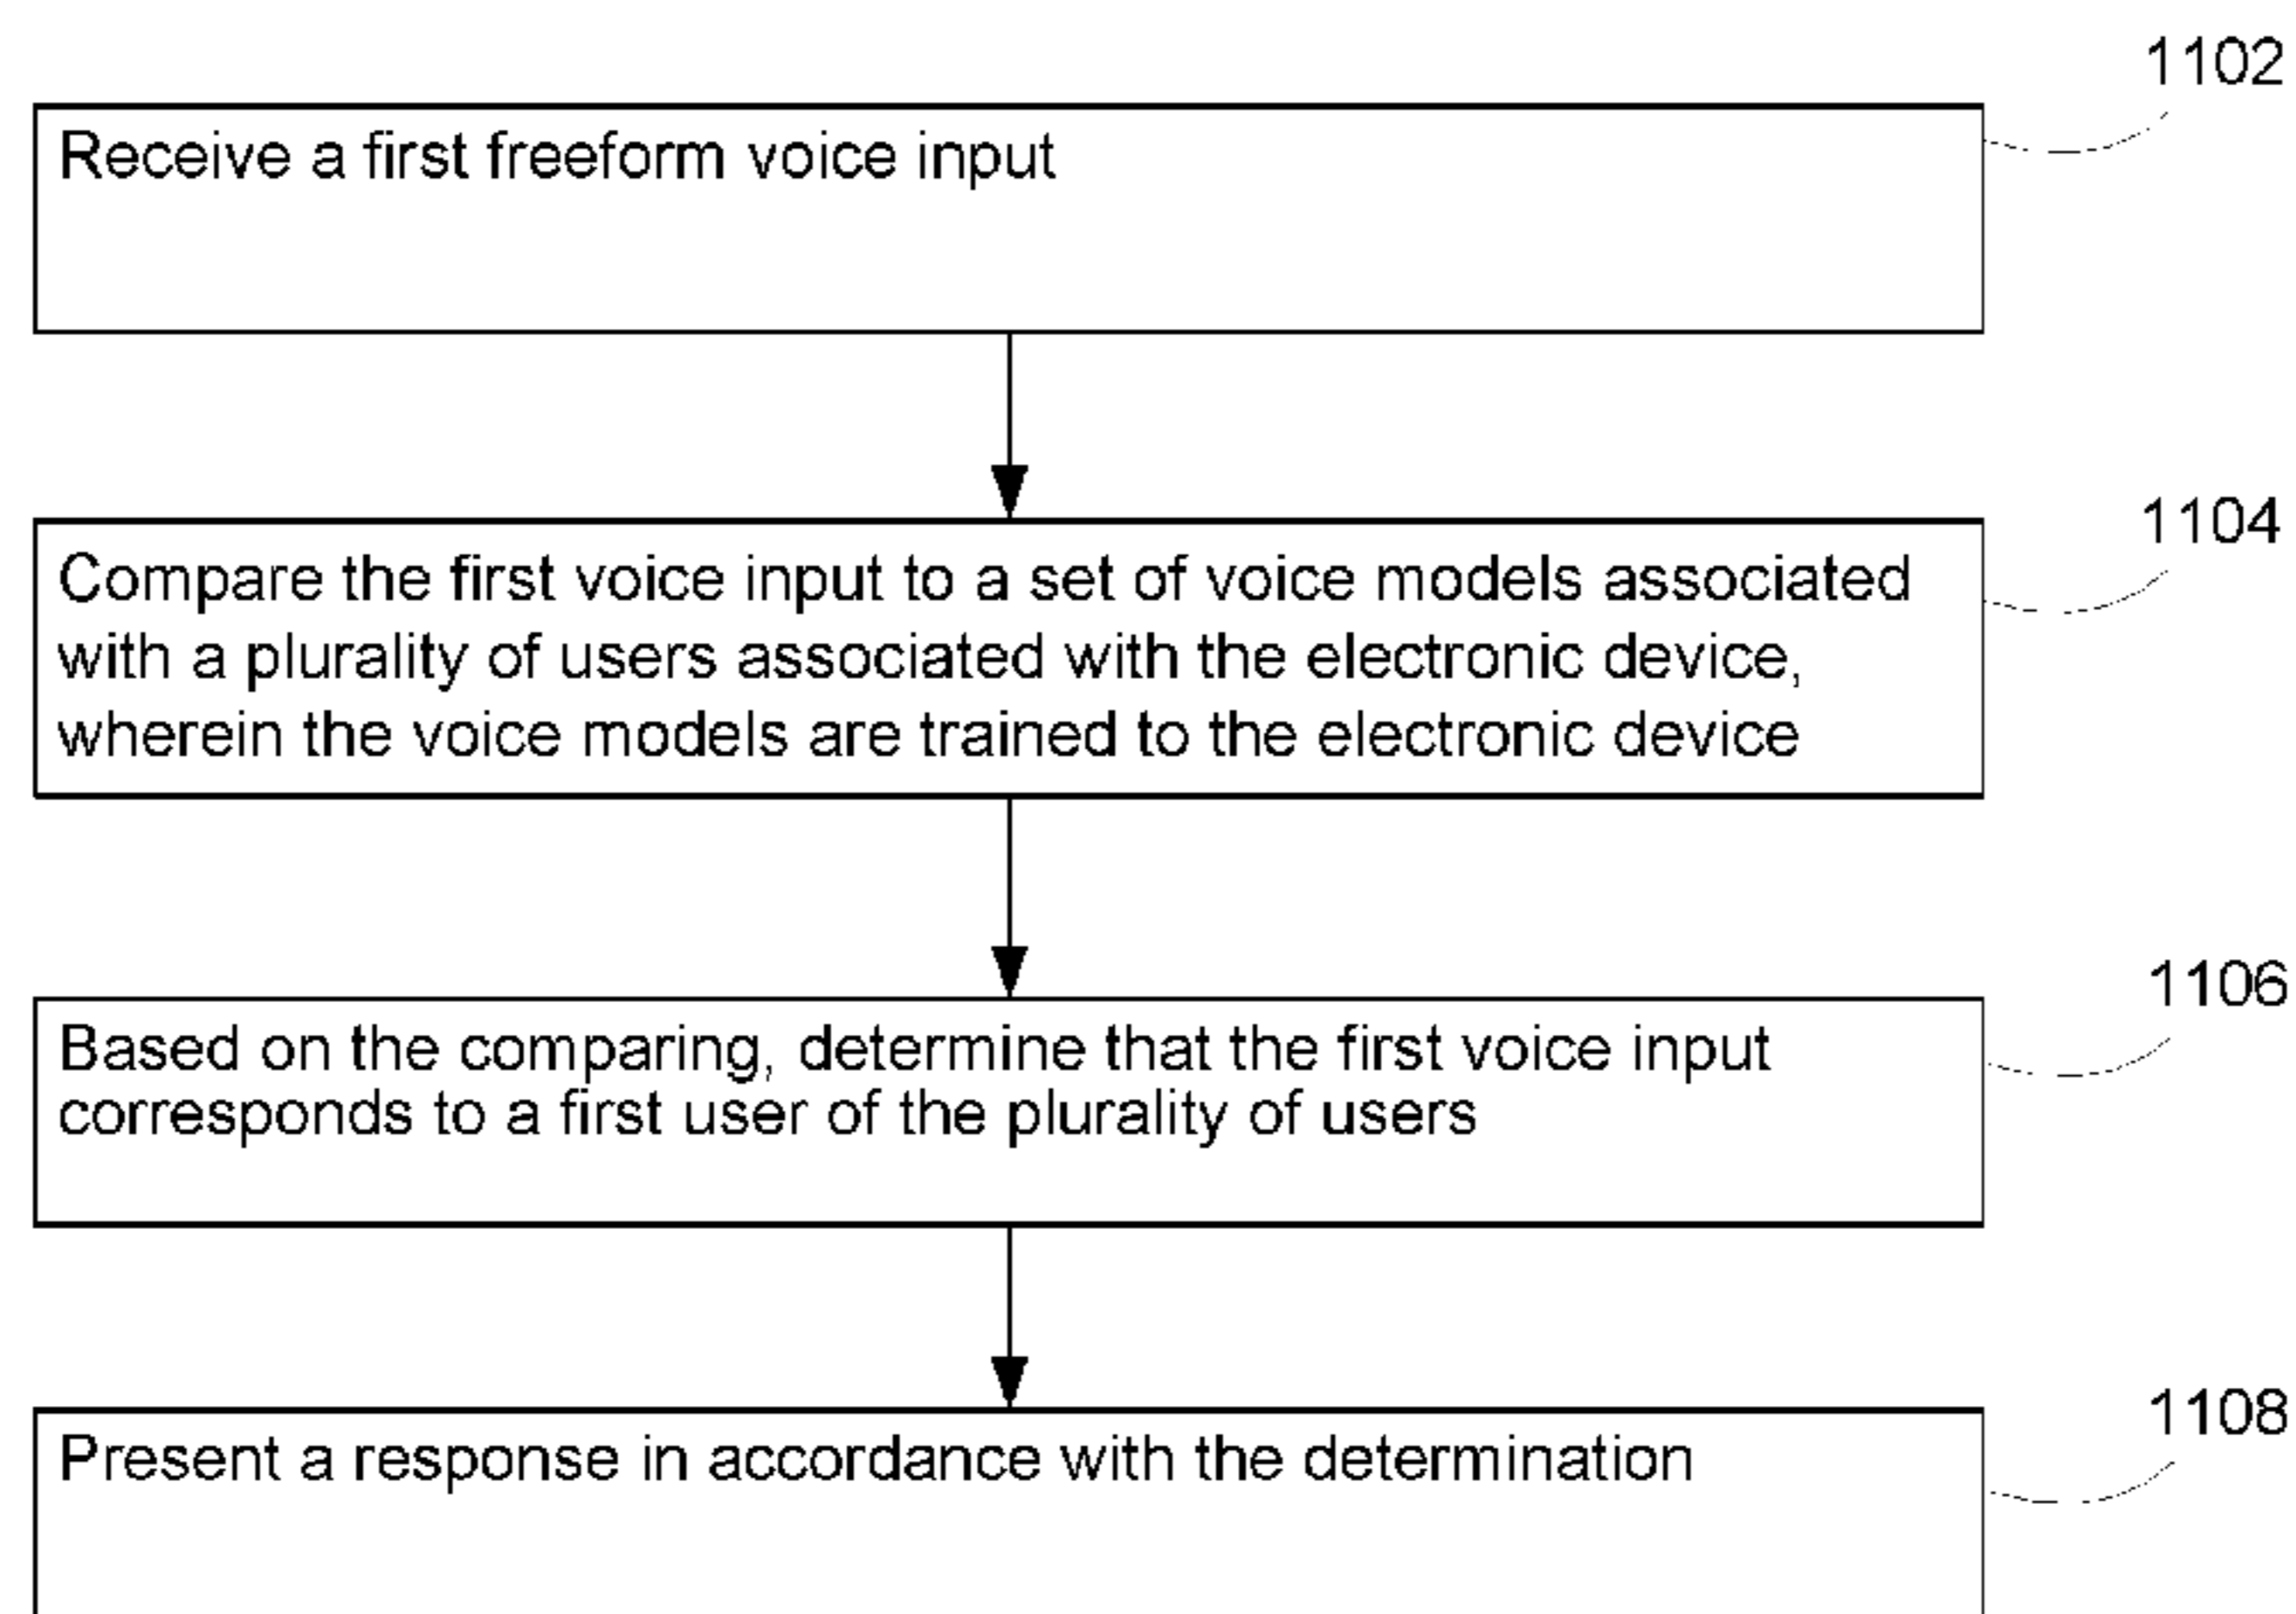 1102
Receive a first freeform voice input
1104
Compare the first voice input to a set of voice models associated
with a plurality of users associated with the electronic device,
wherein the voice models are trained to the electronic device
1106
Based on the comparing, determine that the first voice input
corresponds to a first user of the plurality of users
1108
Present a response in accordance with the determination